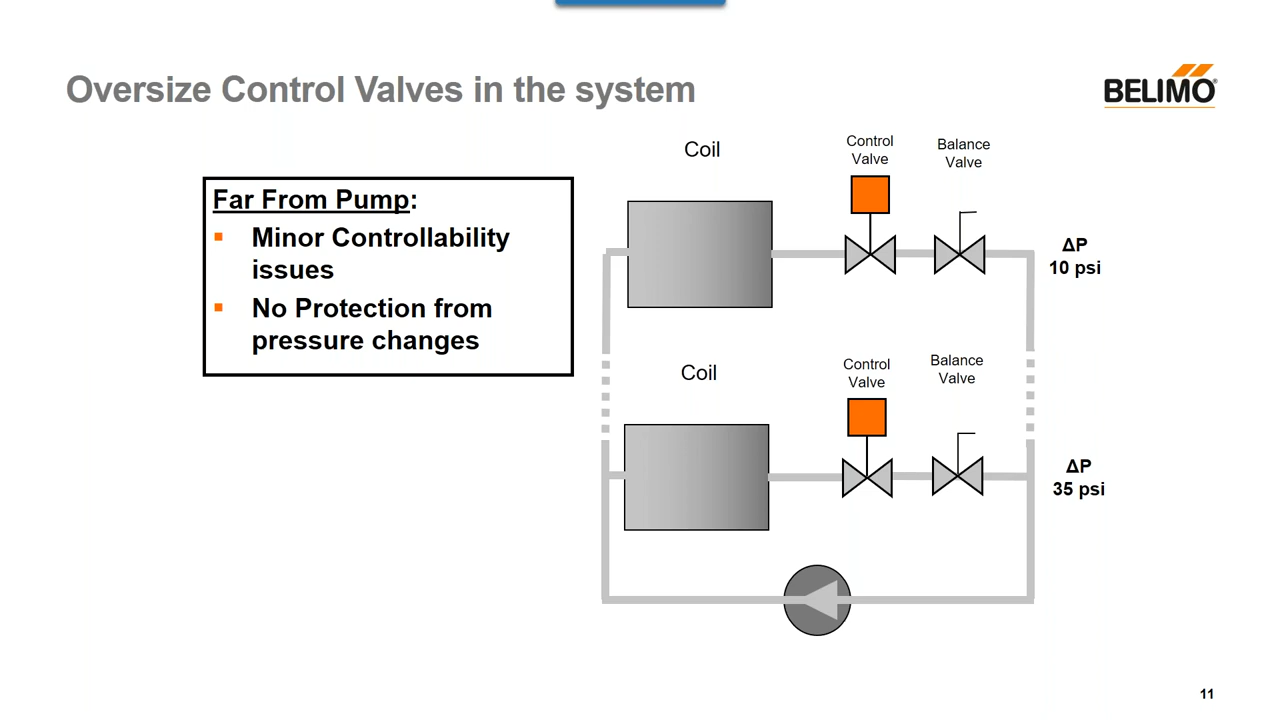 Oversize Control Valves in the system
BELIMO®
Far From Pump:
▪ Minor Controllability
issues
▪ No Protection from
pressure changes
Coil
Control
Valve
Balance
Valve
ΔP
10 psi
Coil
Control
Valve
Balance
Valve
ΔP
35 psi
11